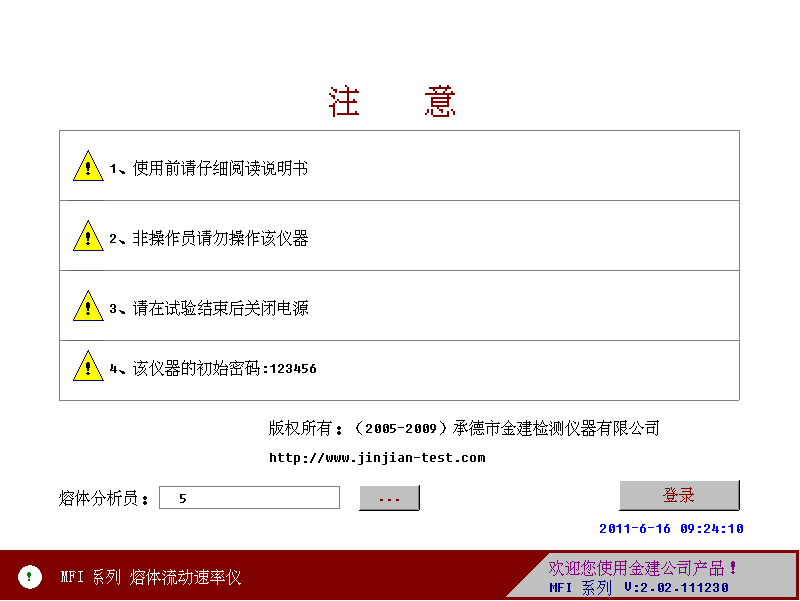 注 意
1、使用前请仔细阅读说明书
2、非操作员请勿操作该仪器
3、请在试验结束后关闭电源
4、该仪器的初始密码:123456
版权所有：（2005-2009）承德市金建检测仪器有限公司
http://www.jinjian-test.com
熔体分析员： 5 ... 登录
2011-6-16 09:24:10
MFI 系列 熔体流动速率仪
欢迎您使用金建公司产品！
MFI 系列 V:2.02.111230